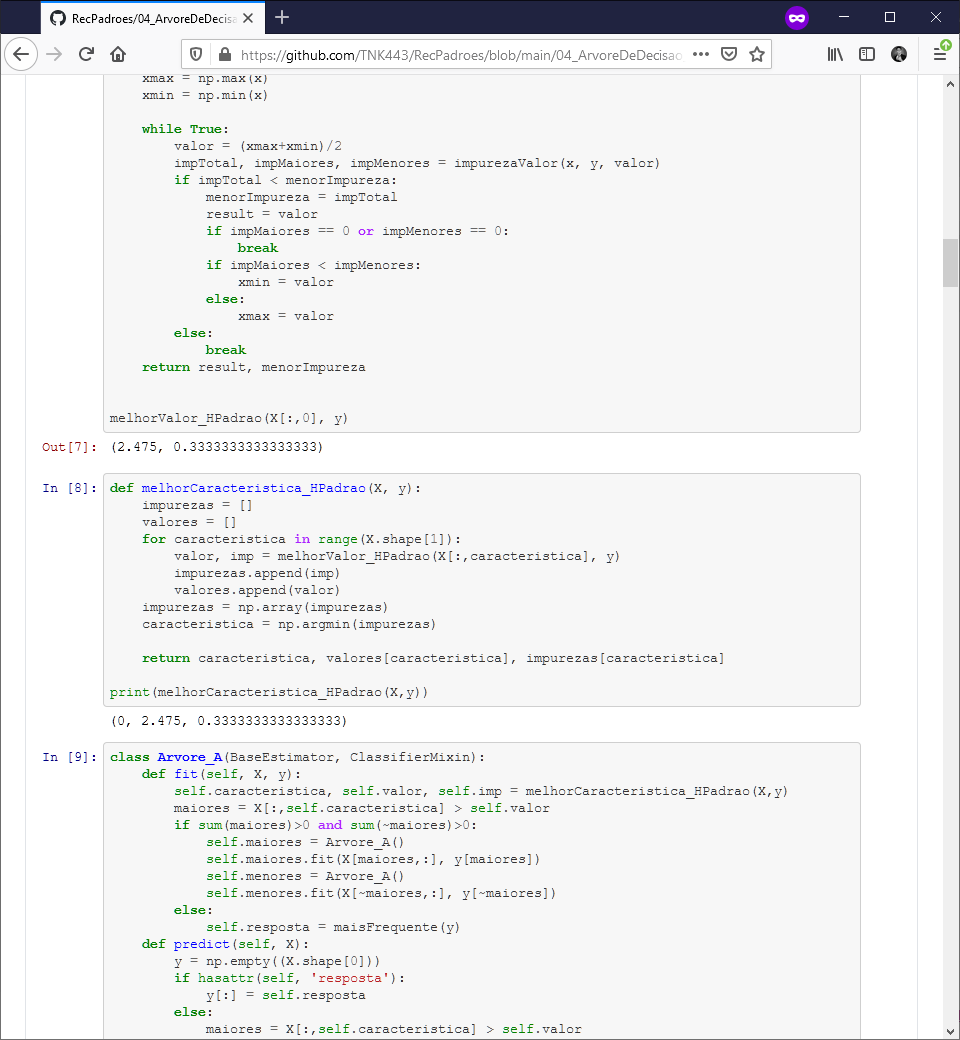 RecPadroes/04_ArvoreDeDecisa
https://github.com/TNK443/RecPadroes/blob/main/04_ArvoreDeDecisao
    xmax = np.max(x)
    xmin = np.min(x)
    while True:
        valor = (xmax+xmin)/2
        impTotal, impMaiores, impMenores = impurezaValor(x, y, valor)
        if impTotal < menorImpureza:
            menorImpureza = impTotal
            result = valor
            if impMaiores == 0 or impMenores == 0:
                break
            if impMaiores < impMenores:
                xmin = valor
            else:
                xmax = valor
        else:
            break
    return result, menorImpureza
melhorValor_HPadrao(X[:,0], y)
Out[7]: (2.475, 0.3333333333333333)
In [8]: def melhorCaracteristica_HPadrao(X, y):
    impurezas = []
    valores = []
    for caracteristica in range(X.shape[1]):
        valor, imp = melhorValor_HPadrao(X[:,caracteristica], y)
        impurezas.append(imp)
        valores.append(valor)
    impurezas = np.array(impurezas)
    caracteristica = np.argmin(impurezas)
    return caracteristica, valores[caracteristica], impurezas[caracteristica]
print(melhorCaracteristica_HPadrao(X,y))
(0, 2.475, 0.3333333333333333)
In [9]: class Arvore_A(BaseEstimator, ClassifierMixin):
    def fit(self, X, y):
        self.caracteristica, self.valor, self.imp = melhorCaracteristica_HPadrao(X,y)
        maiores = X[:,self.caracteristica] > self.valor
        if sum(maiores)>0 and sum(~maiores)>0:
            self.maiores = Arvore_A()
            self.maiores.fit(X[maiores,:], y[maiores])
            self.menores = Arvore_A()
            self.menores.fit(X[~maiores,:], y[~maiores])
        else:
            self.resposta = maisFrequente(y)
    def predict(self, X):
        y = np.empty((X.shape[0]))
        if hasattr(self, 'resposta'):
            y[:] = self.resposta
        else:
            maiores = X[:,self.caracteristica] > self.valor